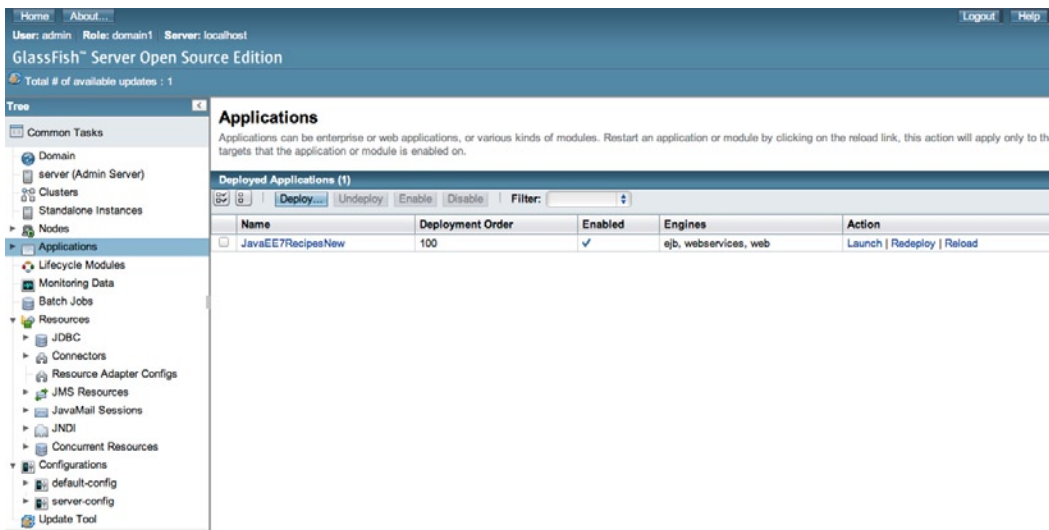 Home About... Logout Help
User: admin Role: domain1 Server: localhost
GlassFish™ Server Open Source Edition
Total # of available updates : 1
Tree
Common Tasks
Domain
server (Admin Server)
Clusters
Standalone Instances
Nodes
Applications
Lifecycle Modules
Monitoring Data
Batch Jobs
Resources
JDBC
Connectors
Resource Adapter Configs
JMS Resources
JavaMail Sessions
JNDI
Concurrent Resources
Configurations
default-config
server-config
Update Tool
Applications
Applications can be enterprise or web applications, or various kinds of modules. Restart an application or module by clicking on the reload link, this action will apply only to th
targets that the application or module is enabled on.
Deployed Applications (1)
Deploy... Undeploy Enable Disable Filter:
Name Deployment Order Enabled Engines Action
JavaEE7RecipesNew 100 ejb, webservices, web Launch | Redeploy | Reload